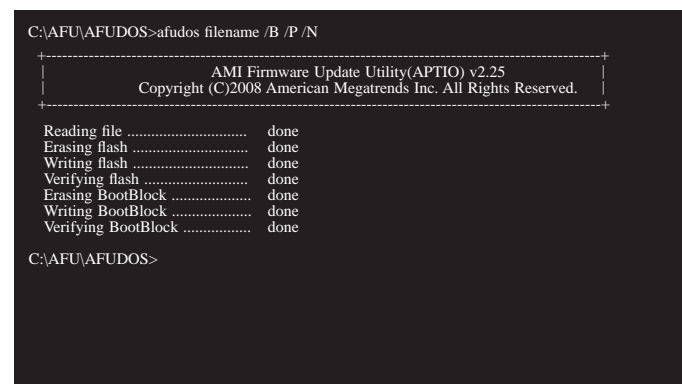 C:\AFU\AFUDOS>afudos filename /B /P /N
+---------------------------------------------------------------------------------------------------------+
| AMI Firmware Update Utility(APTIO) v2.25 |
| Copyright (C)2008 American Megatrends Inc. All Rights Reserved. |
+---------------------------------------------------------------------------------------------------------+
Reading file ............................ done
Erasing flash ........................... done
Writing flash ........................... done
Verifying flash ......................... done
Erasing BootBlock ................... done
Writing BootBlock ................... done
Verifying BootBlock ................. done
C:\AFU\AFUDOS>